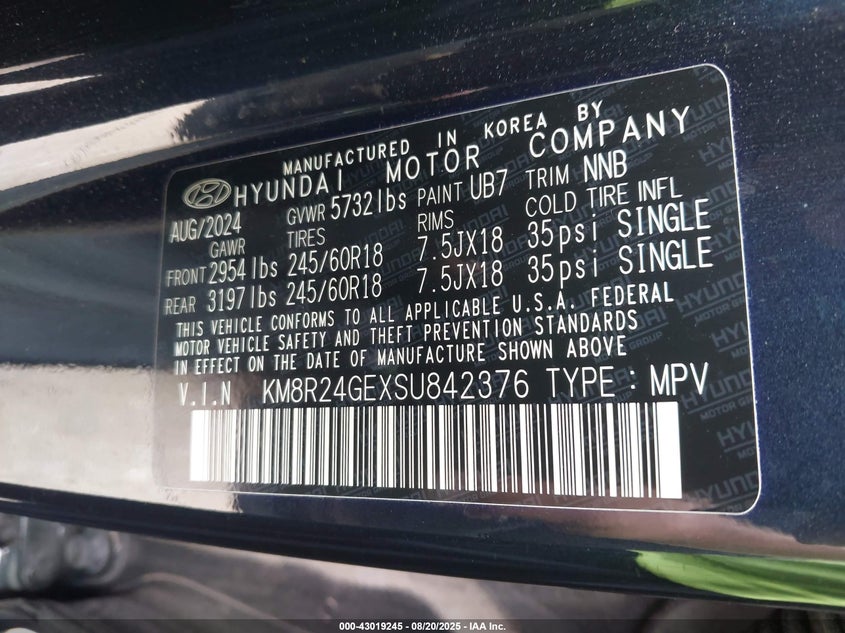 MANUFACTURED IN KOREA BY
HYUNDAI MOTOR COMPANY
AUG/2024 GVWR 5732lbs PAINT UB7 TRIM NNB
GAWR TIRES RIMS COLD TIRE INFL
FRONT 2954lbs 245/60R18 7.5JX18 35psi SINGLE
REAR 3197lbs 245/60R18 7.5JX18 35psi SINGLE
THIS VEHICLE CONFORMS TO ALL APPLICABLE U.S.A. FEDERAL
MOTOR VEHICLE SAFETY AND THEFT PREVENTION STANDARDS
IN EFFECT ON THE DATE OF MANUFACTURE SHOWN ABOVE
V.I.N KM8R24GEXSU842376 TYPE : MPV
HYUNDAI
MOTOR GROUP
000-43019245 - 08/20/2025 - IAA Inc.